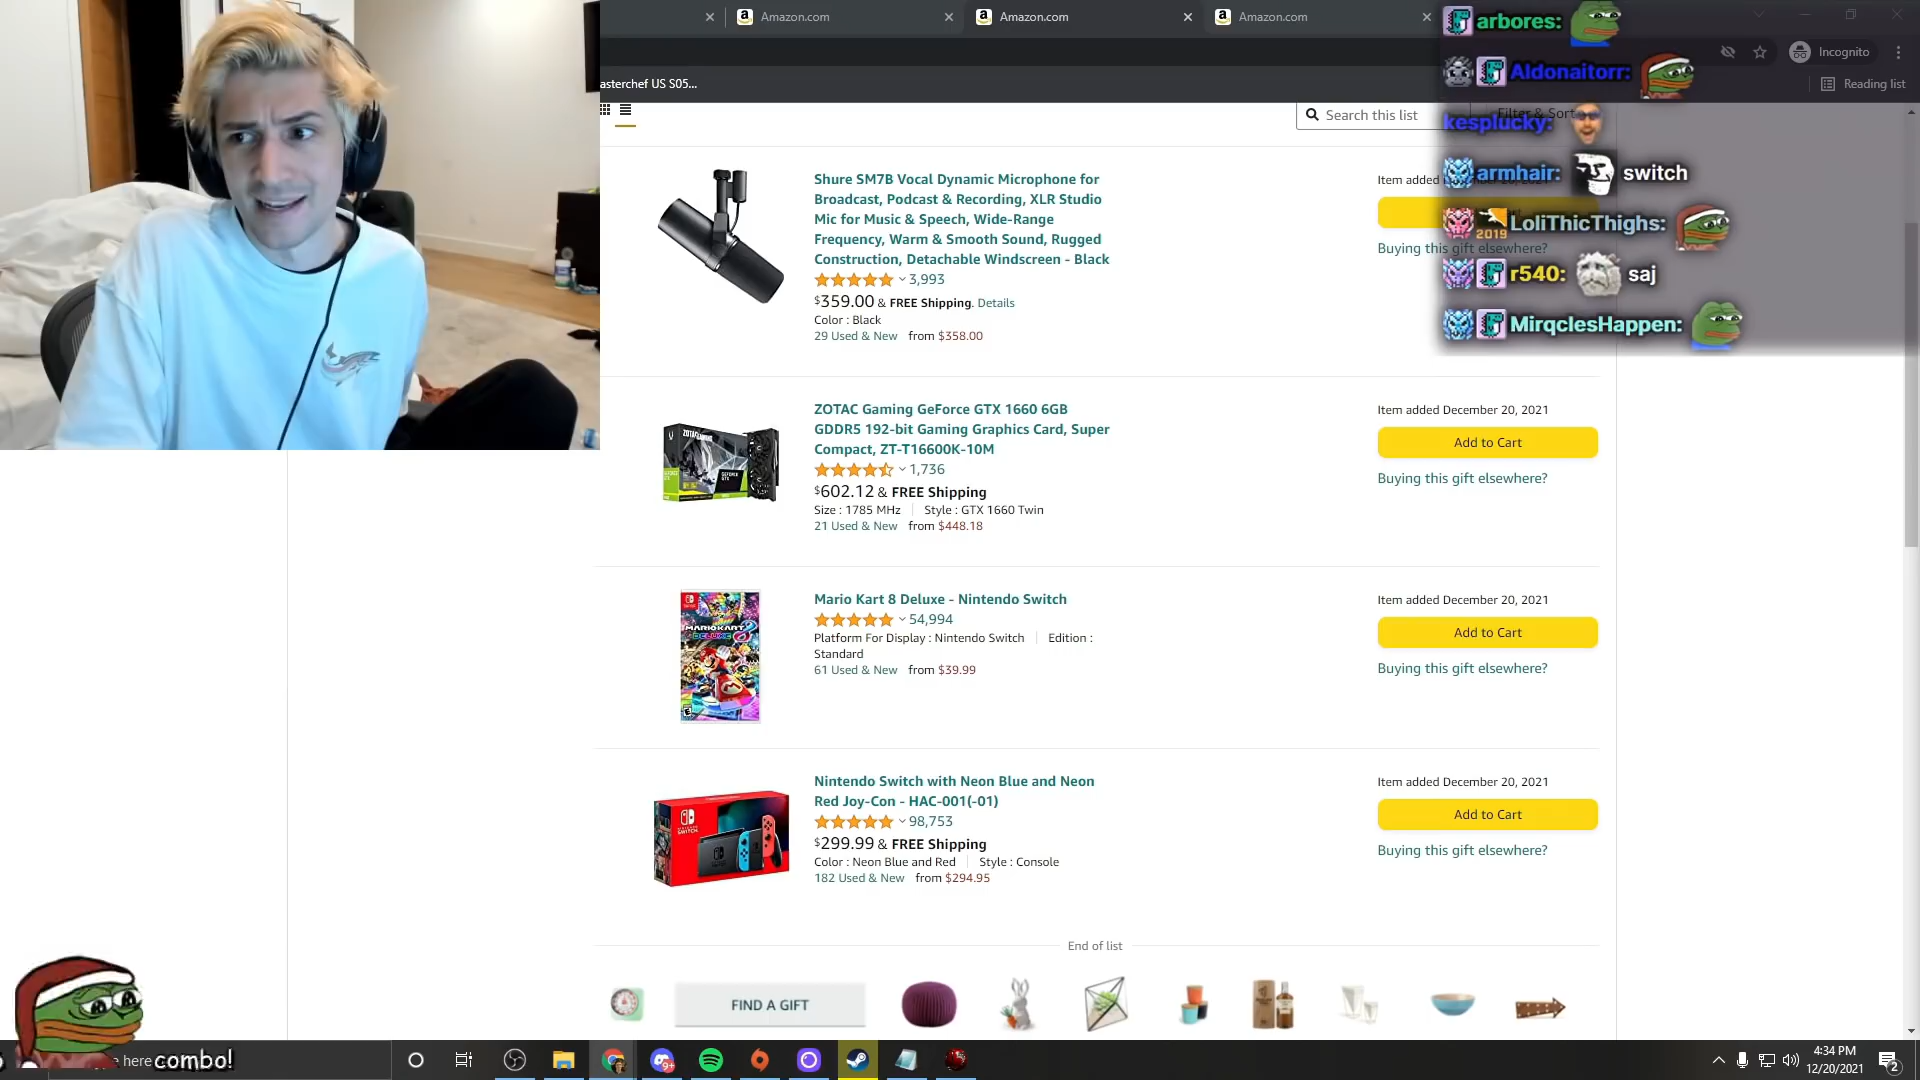 Amazon.com
Amazon.com
Amazon.com
Incognito
asterchef US S05...
Reading list
Search this list
Filter & Sort
arbores:
Aldonaitorr:
kesplucky:
armhair: switch
2019 LoliThicThighs:
r540: saj
MirqclesHappen:
Shure SM7B Vocal Dynamic Microphone for
Broadcast, Podcast & Recording, XLR Studio
Mic for Music & Speech, Wide-Range
Frequency, Warm & Smooth Sound, Rugged
Construction, Detachable Windscreen - Black
3,993
$359.00 & FREE Shipping. Details
Color : Black
29 Used & New from $358.00
Item added
Buying this gift elsewhere?
ZOTAC Gaming GeForce GTX 1660 6GB
GDDR5 192-bit Gaming Graphics Card, Super
Compact, ZT-T16600K-10M
1,736
$602.12 & FREE Shipping
Size : 1785 MHz Style : GTX 1660 Twin
21 Used & New from $448.18
Item added December 20, 2021
Add to Cart
Buying this gift elsewhere?
MARIOKART
DELUXE 8
Mario Kart 8 Deluxe - Nintendo Switch
54,994
Platform For Display : Nintendo Switch Edition :
Standard
61 Used & New from $39.99
Item added December 20, 2021
Add to Cart
Buying this gift elsewhere?
Nintendo Switch with Neon Blue and Neon
Red Joy-Con - HAC-001(-01)
98,753
$299.99 & FREE Shipping
Color : Neon Blue and Red Style : Console
182 Used & New from $294.95
Item added December 20, 2021
Add to Cart
Buying this gift elsewhere?
End of list
FIND A GIFT
e here combo!
9+
4:34 PM
12/20/2021
2